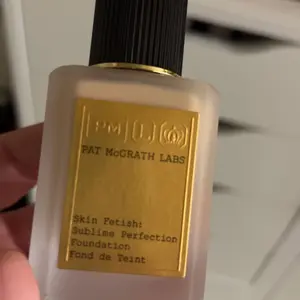 PAT McGRATH LABS
Skin Fetish:
Sublime Perfection
Foundation
Fond de Teint